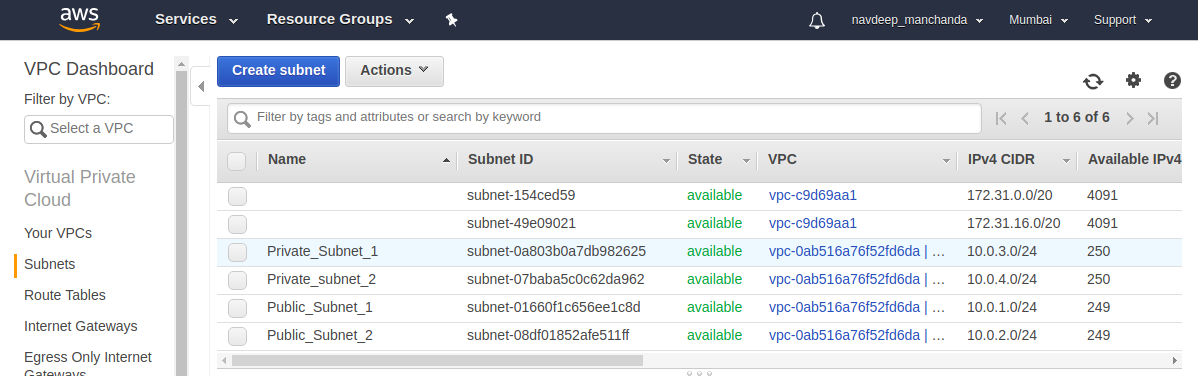 aws Services Resource Groups navdeep_manchanda Mumbai Support
VPC Dashboard
Filter by VPC:
Select a VPC
Virtual Private
Cloud
Your VPCs
Subnets
Route Tables
Internet Gateways
Egress Only Internet
Gateways
Create subnet Actions
Filter by tags and attributes or search by keyword 1 to 6 of 6
Name Subnet ID State VPC IPv4 CIDR Available IPv4
subnet-154ced59 available vpc-c9d69aa1 172.31.0.0/20 4091
subnet-49e09021 available vpc-c9d69aa1 172.31.16.0/20 4091
Private_Subnet_1 subnet-0a803b0a7db982625 available vpc-0ab516a76f52fd6da | … 10.0.3.0/24 250
Private_subnet_2 subnet-07baba5c0c62da962 available vpc-0ab516a76f52fd6da | … 10.0.4.0/24 250
Public_Subnet_1 subnet-01660f1c656ee1c8d available vpc-0ab516a76f52fd6da | … 10.0.1.0/24 249
Public_Subnet_2 subnet-08df01852afe511ff available vpc-0ab516a76f52fd6da | … 10.0.2.0/24 249